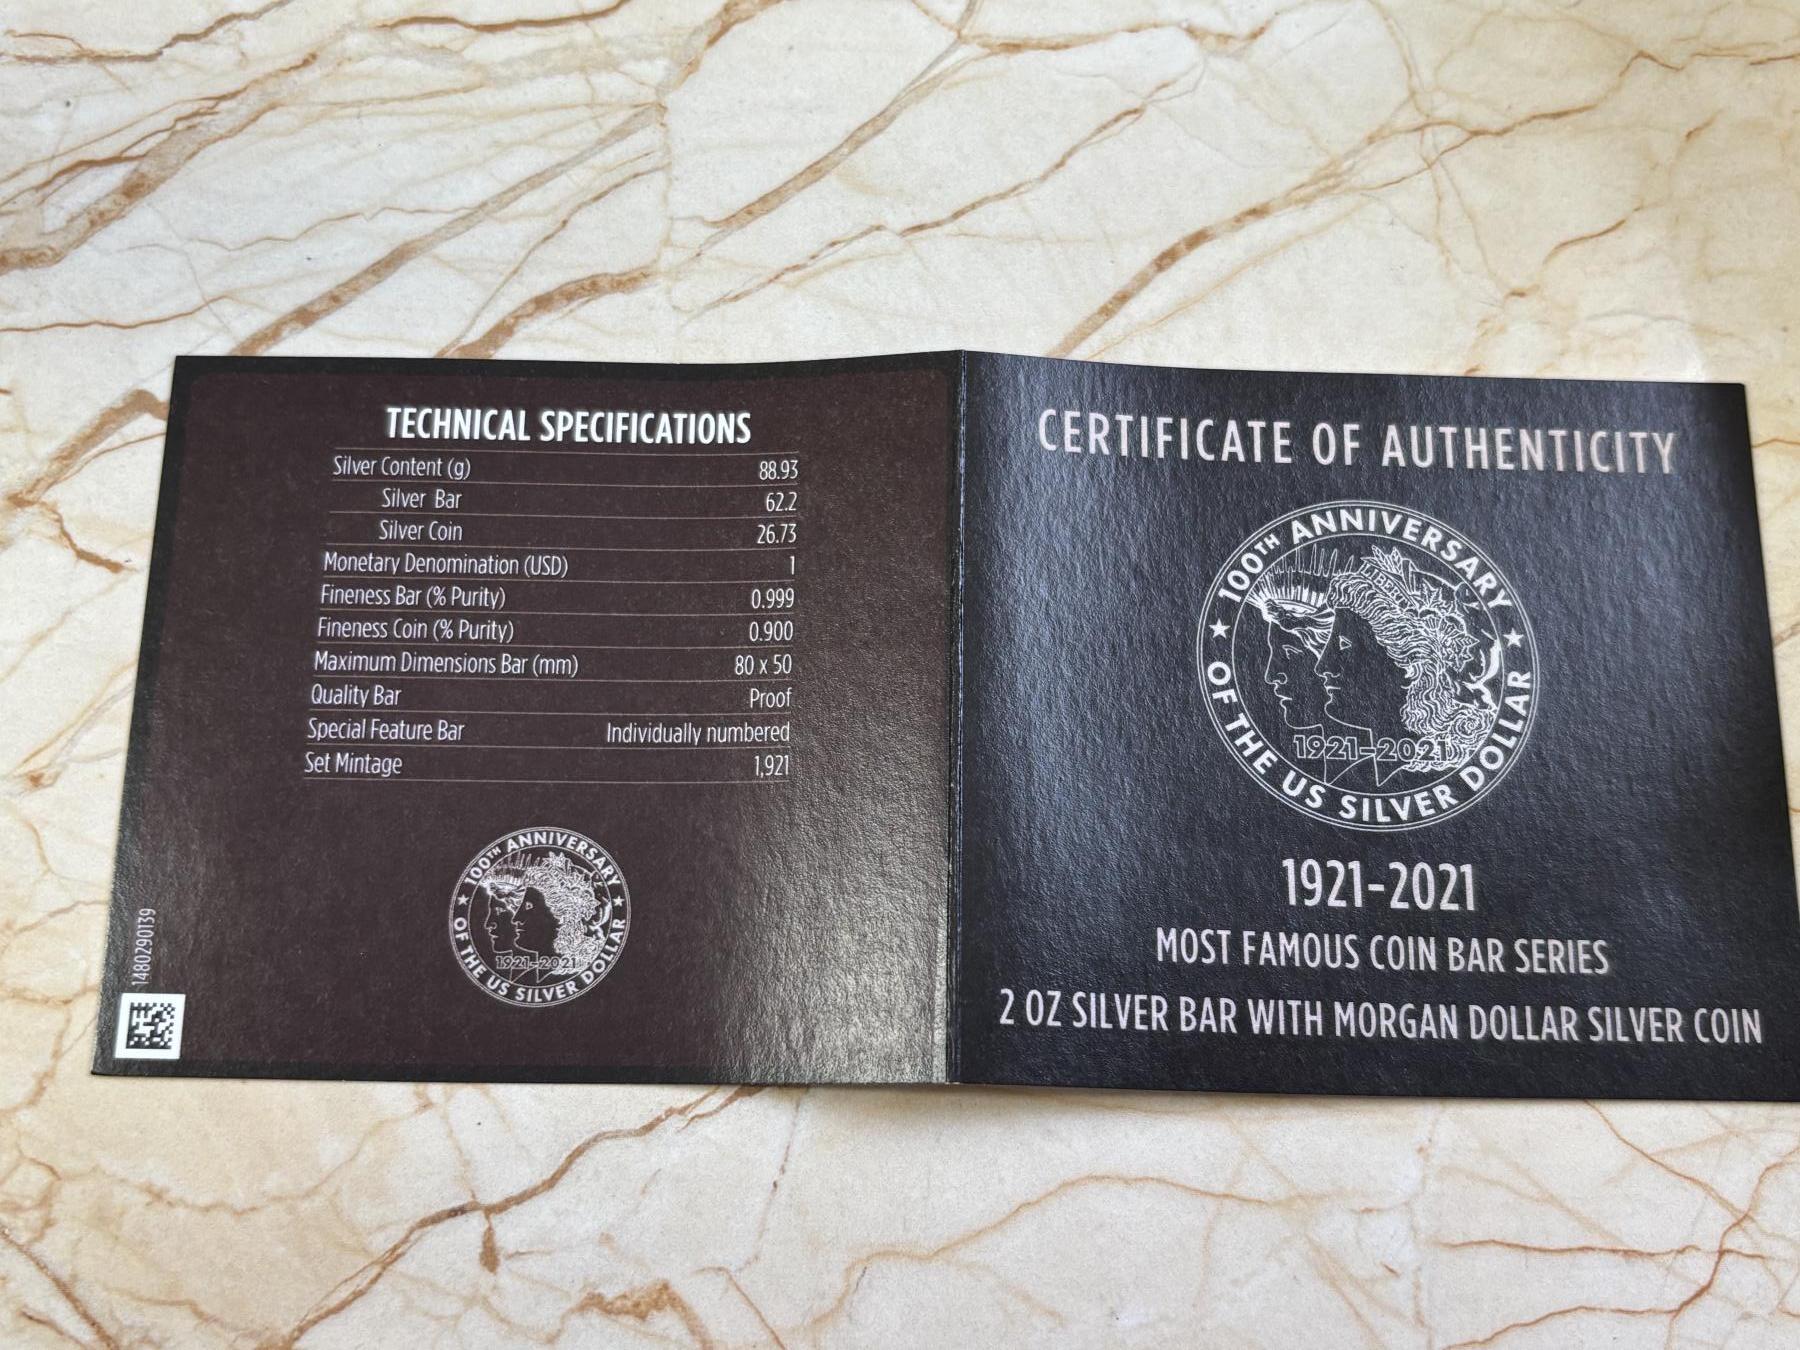 TECHNICAL SPECIFICATIONS
Silver Content (g) 88.93
Silver Bar 62.2
Silver Coin 26.73
Monetary Denomination (USD) 1
Fineness Bar (% Purity) 0.999
Fineness Coin (% Purity) 0.900
Maximum Dimensions Bar (mm) 80 x 50
Quality Bar Proof
Special Feature Bar Individually numbered
Set Mintage 1,921
★ 100TH ANNIVERSARY ★
OF THE US SILVER DOLLAR
1921-2021
1480290139
CERTIFICATE OF AUTHENTICITY
★ 100TH ANNIVERSARY ★
OF THE US SILVER DOLLAR
LIBERTY
1921-2021
1921-2021
MOST FAMOUS COIN BAR SERIES
2 OZ SILVER BAR WITH MORGAN DOLLAR SILVER COIN